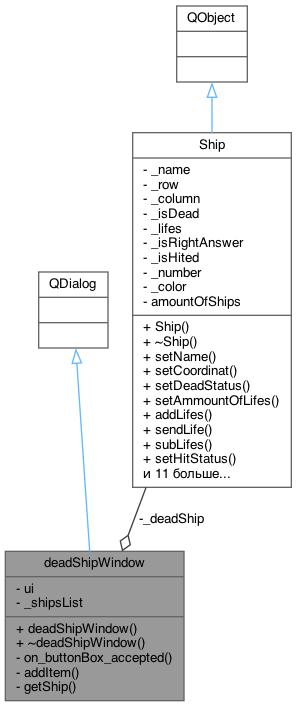 QObject
Ship
- _name
- _row
- _column
- _isDead
- _lifes
- _isRightAnswer
- _isHited
- _number
- _color
- amountOfShips
+ Ship()
+ ~Ship()
+ setName()
+ setCoordinat()
+ setDeadStatus()
+ setAmmountOfLifes()
+ addLifes()
+ sendLife()
+ subLifes()
+ setHitStatus()
и 11 больше...
QDialog
-_deadShip
deadShipWindow
- ui
- _shipsList
+ deadShipWindow()
+ ~deadShipWindow()
- on_buttonBox_accepted()
- addItem()
- getShip()